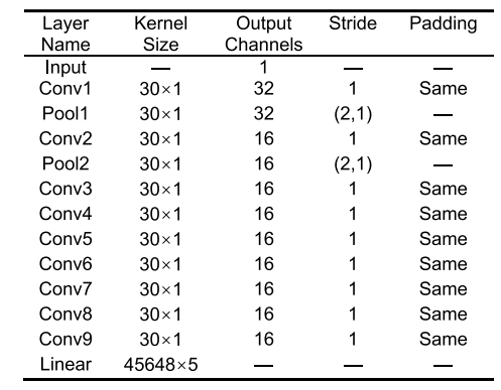 Layer Name Kernel Size Output Channels Stride Padding
Input — 1 — —
Conv1 30×1 32 1 Same
Pool1 30×1 32 (2,1) —
Conv2 30×1 16 1 Same
Pool2 30×1 16 (2,1) —
Conv3 30×1 16 1 Same
Conv4 30×1 16 1 Same
Conv5 30×1 16 1 Same
Conv6 30×1 16 1 Same
Conv7 30×1 16 1 Same
Conv8 30×1 16 1 Same
Conv9 30×1 16 1 Same
Linear 45648×5 — — —